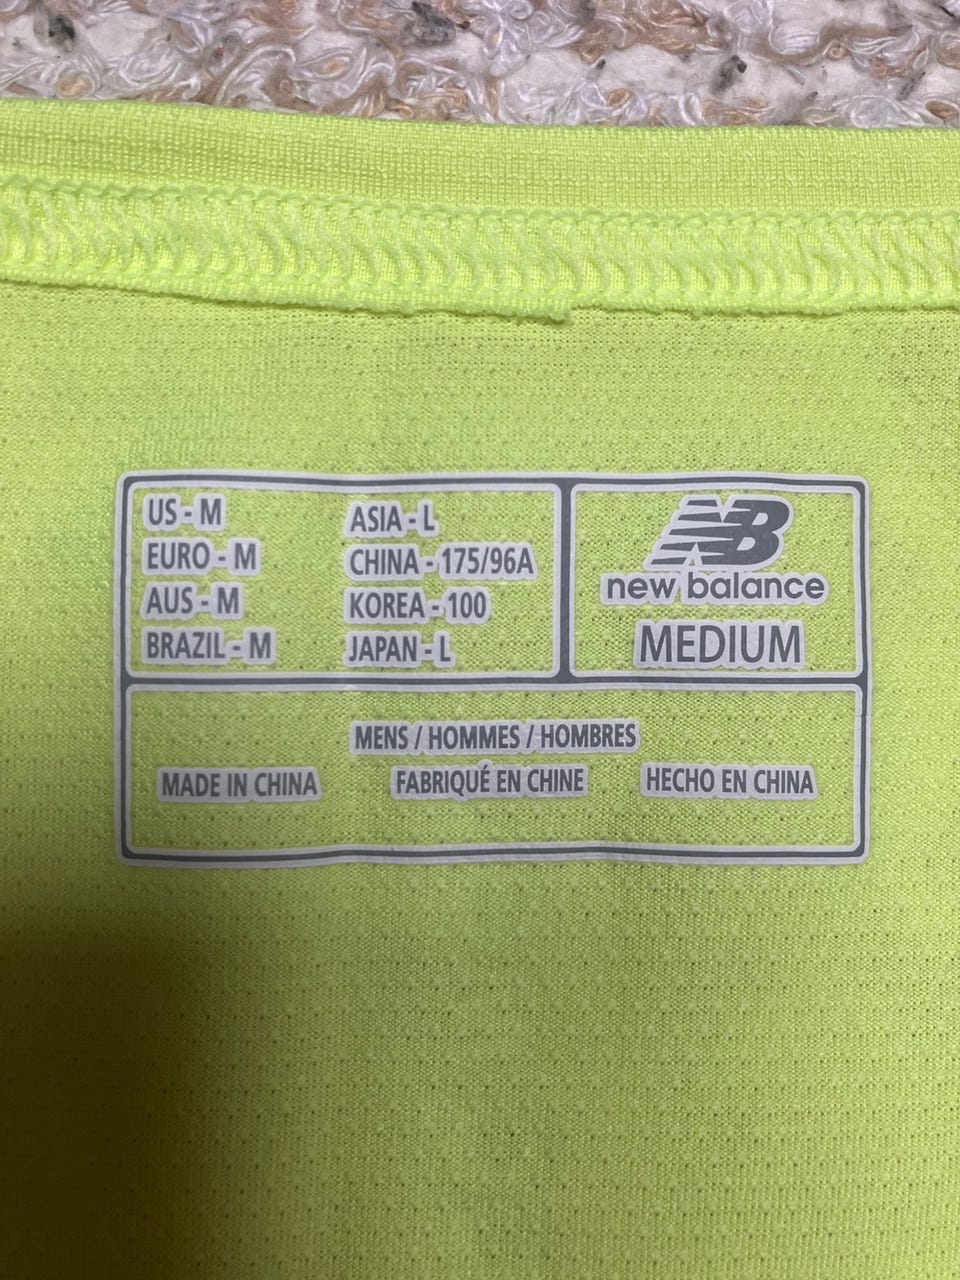 US - M
EURO - M
AUS - M
BRAZIL - M
ASIA - L
CHINA - 175/96A
KOREA - 100
JAPAN - L
NB
new balance
MEDIUM
MENS / HOMMES / HOMBRES
MADE IN CHINA
FABRIQUÉ EN CHINE
HECHO EN CHINA